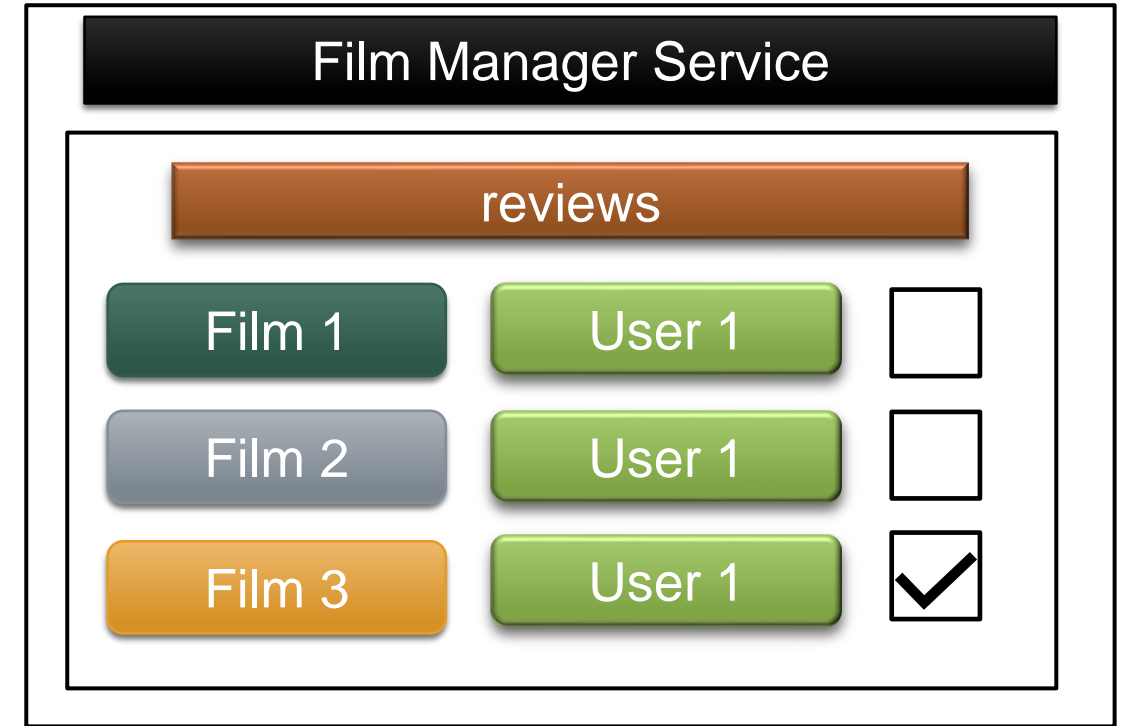 Film Manager Service
reviews
Film 1 User 1
Film 2 User 1
Film 3 User 1